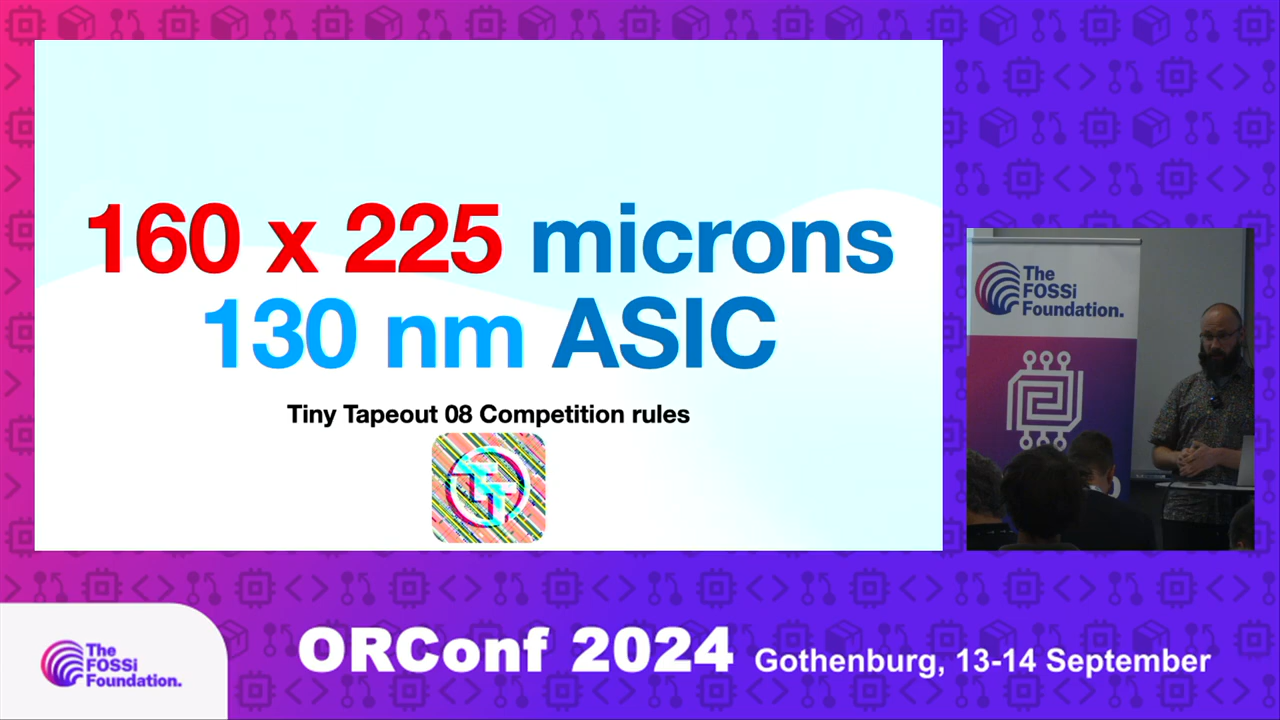 160 x 225 microns
130 nm ASIC
Tiny Tapeout 08 Competition rules
TT
The
FOSSi
Foundation.
The
FOSSi
Foundation.
ORConf 2024 Gothenburg, 13-14 September